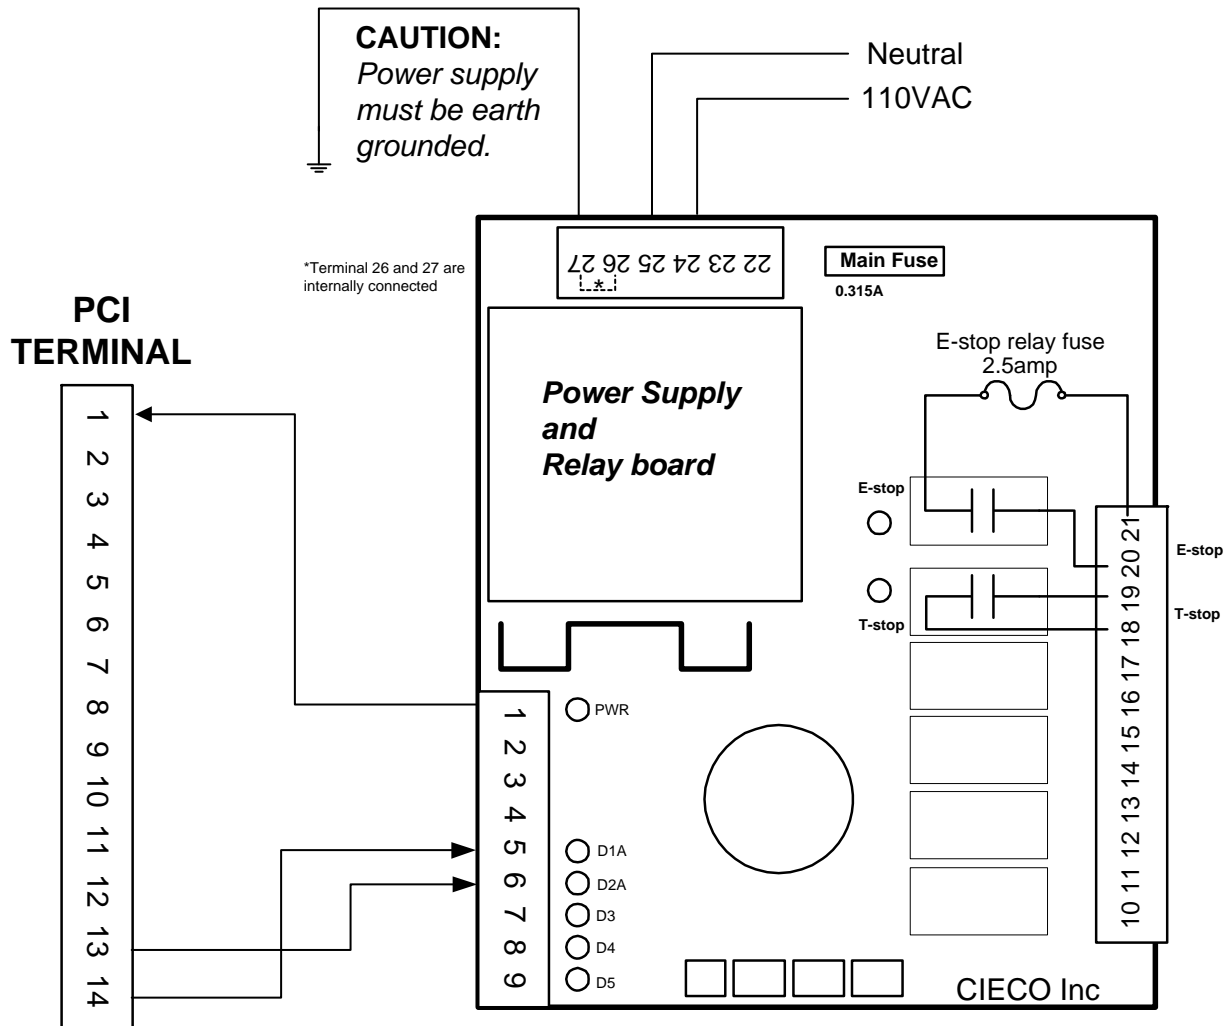 CAUTION:
Power supply
must be earth
grounded.
Neutral
110VAC
*Terminal 26 and 27 are
internally connected
27 26 25 24 23 22
*
Main Fuse
0.315A
PCI
TERMINAL
1
2
3
4
5
6
7
8
9
10
11
12
13
14
Power Supply
and
Relay board
E-stop relay fuse
2.5amp
E-stop
T-stop
21
20
19
18
17
16
15
14
13
12
11
10
E-stop
T-stop
1
2
3
4
5
6
7
8
9
PWR
D1A
D2A
D3
D4
D5
CIECO Inc